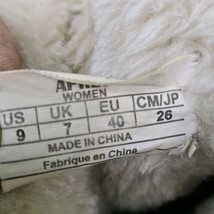 WOMEN
US UK EU CM/JP
9 7 40 26
MADE IN CHINA
Fabrique en Chine